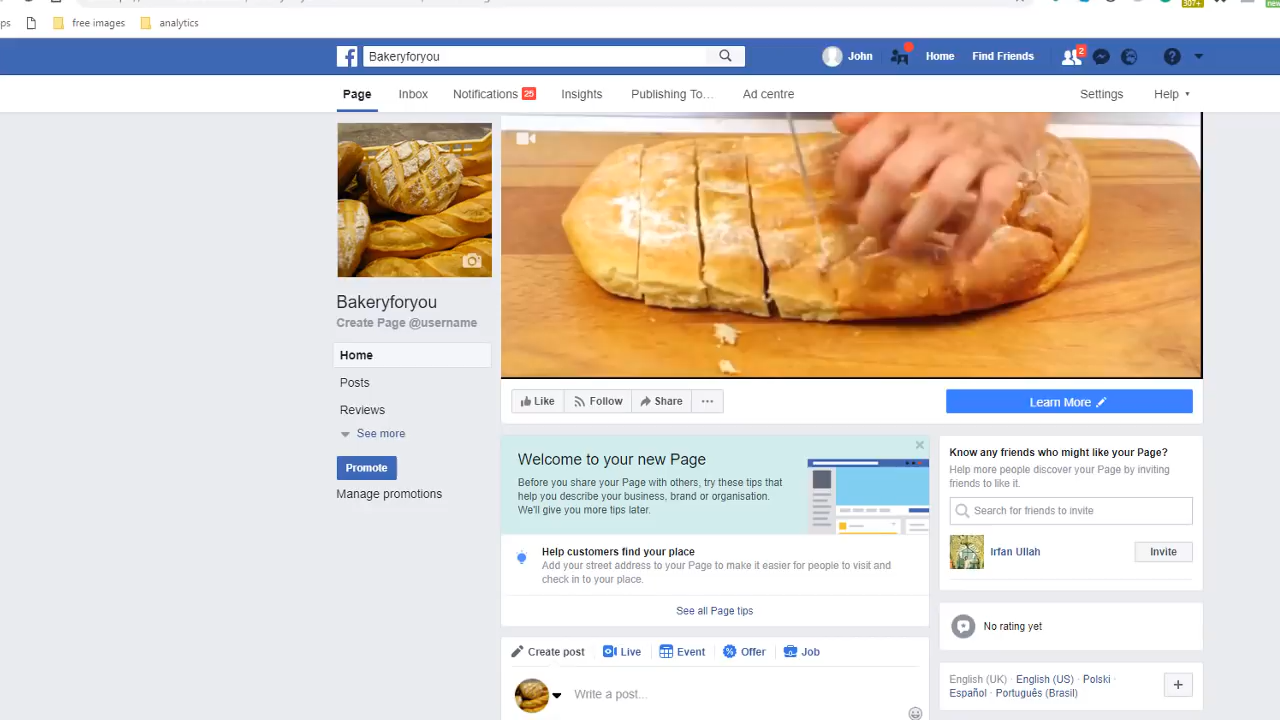 ps
free images
analytics
307+
new
Bakeryforyou
John
Home
Find Friends
2
Page
Inbox
Notifications 25
Insights
Publishing To...
Ad centre
Settings
Help
Bakeryforyou
Create Page @username
Home
Posts
Reviews
See more
Promote
Manage promotions
Like
Follow
Share
Learn More
Welcome to your new Page
Before you share your Page with others, try these tips that
help you describe your business, brand or organisation.
We'll give you more tips later.
Help customers find your place
Add your street address to your Page to make it easier for people to visit and
check in to your place.
See all Page tips
Create post
Live
Event
Offer
Job
Write a post...
Know any friends who might like your Page?
Help more people discover your Page by inviting
friends to like it.
Search for friends to invite
Irfan Ullah
Invite
No rating yet
English (UK) · English (US) · Polski ·
Español · Português (Brasil)